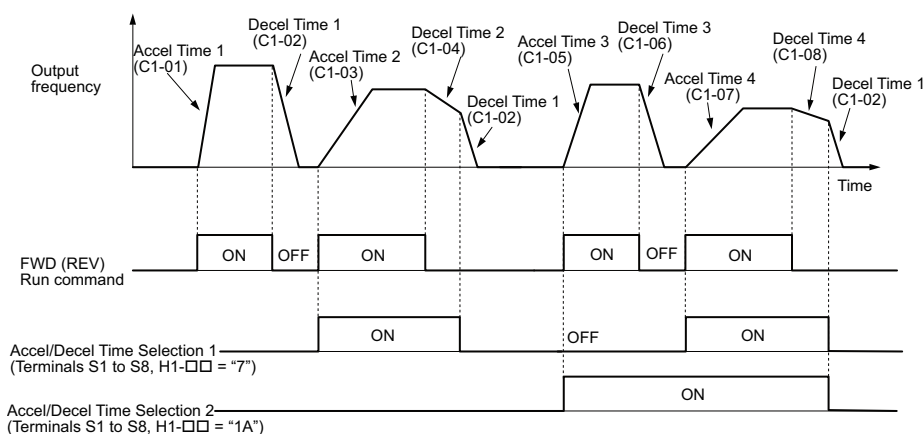 Output
frequency
Accel Time 1
(C1-01)
Decel Time 1
(C1-02)
Accel Time 2
(C1-03)
Decel Time 2
(C1-04)
Decel Time 1
(C1-02)
Accel Time 3
(C1-05)
Decel Time 3
(C1-06)
Accel Time 4
(C1-07)
Decel Time 4
(C1-08)
Decel Time 1
(C1-02)
Time
FWD (REV)
Run command
ON
OFF
ON
ON
OFF
ON
Accel/Decel Time Selection 1
(Terminals S1 to S8, H1-□□ = “7”)
ON
OFF
ON
Accel/Decel Time Selection 2
(Terminals S1 to S8, H1-□□ = “1A”)
ON